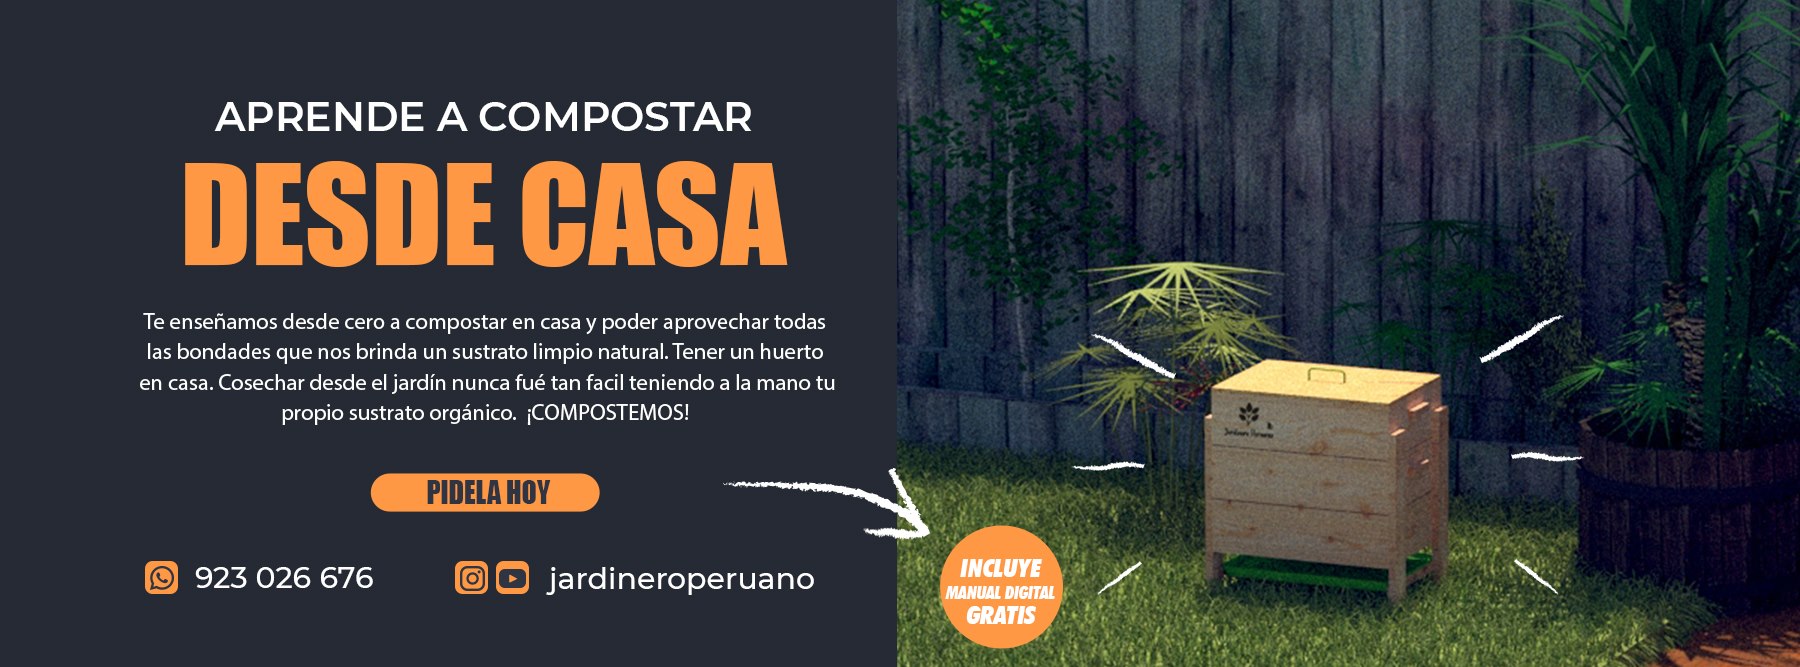 APRENDE A COMPOSTAR
DESDE CASA
Te enseñamos desde cero a compostar en casa y poder aprovechar todas
las bondades que nos brinda un sustrato limpio natural. Tener un huerto
en casa. Cosechar desde el jardín nunca fué tan facil teniendo a la mano tu
propio sustrato orgánico. ¡COMPOSTEMOS!
PIDELA HOY
923 026 676
jardineroperuano
INCLUYE
MANUAL DIGITAL
GRATIS